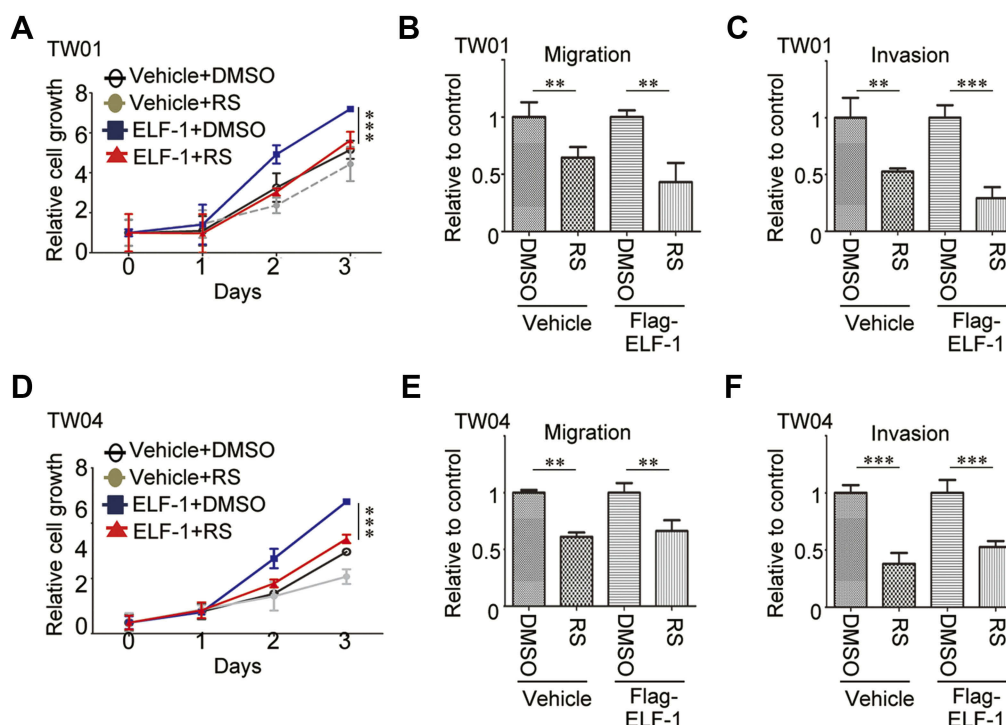 A
TW01
Vehicle+DMSO
Vehicle+RS
ELF-1+DMSO
ELF-1+RS
Relative cell growth
8
6
4
2
0
***
0 1 2 3
Days
B
TW01
Migration
Relative to control
1
0.5
0
** **
DMSO RS DMSO RS
Vehicle Flag-
ELF-1
C
TW01
Invasion
Relative to control
1
0.5
0
** ***
DMSO RS DMSO RS
Vehicle Flag-
ELF-1
D
TW04
Vehicle+DMSO
Vehicle+RS
ELF-1+DMSO
ELF-1+RS
Relative cell growth
8
6
4
2
0
***
0 1 2 3
Days
E
TW04
Migration
Relative to control
1
0.5
0
** **
DMSO RS DMSO RS
Vehicle Flag-
ELF-1
F
TW04
Invasion
Relative to control
1
0.5
0
*** ***
DMSO RS DMSO RS
Vehicle Flag-
ELF-1